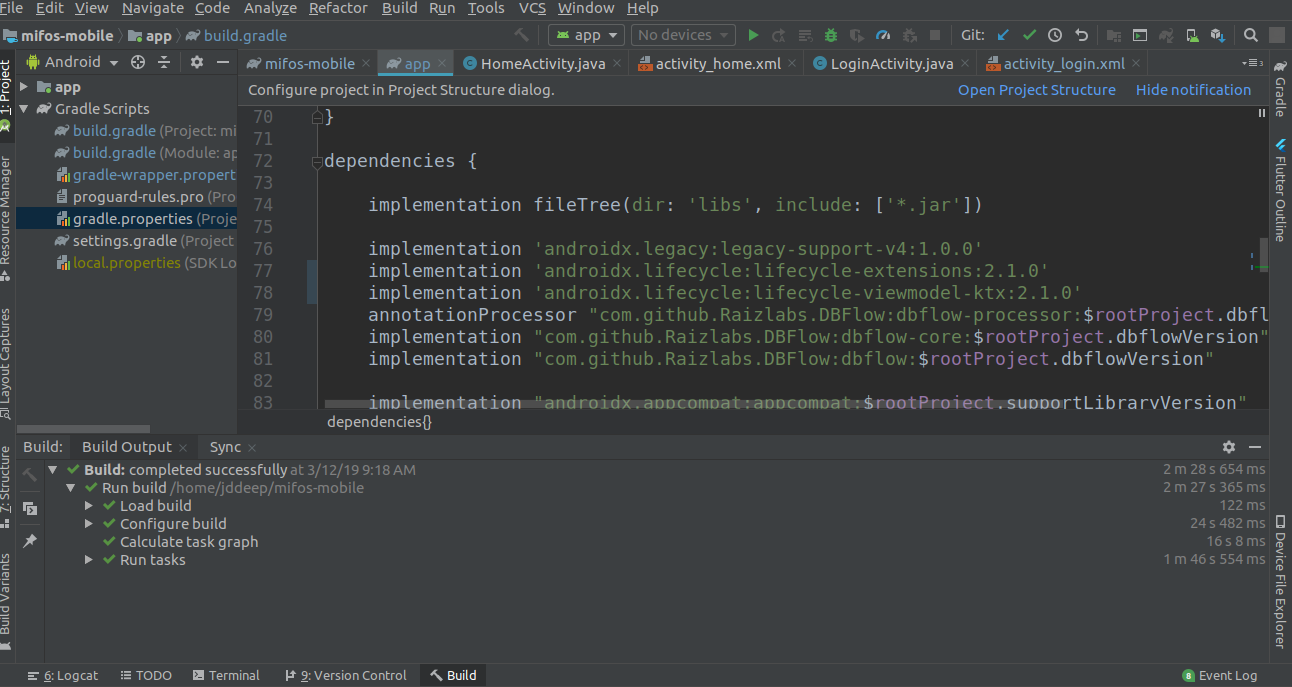 File Edit View Navigate Code Analyze Refactor Build Run Tools VCS Window Help
mifos-mobile app build.gradle app No devices Git:
Android mifos-mobile app HomeActivity.java activity_home.xml LoginActivity.java activity_login.xml
Configure project in Project Structure dialog. Open Project Structure Hide notification
1: Project
Resource Manager
Layout Captures
7: Structure
Build Variants
app
Gradle Scripts
build.gradle (Project: mi
build.gradle (Module: ap
gradle-wrapper.propert
proguard-rules.pro (Pro
gradle.properties (Proje
settings.gradle (Project
local.properties (SDK Lo
70 }
71
72 dependencies {
73
74 implementation fileTree(dir: 'libs', include: ['*.jar'])
75
76 implementation 'androidx.legacy:legacy-support-v4:1.0.0'
77 implementation 'androidx.lifecycle:lifecycle-extensions:2.1.0'
78 implementation 'androidx.lifecycle:lifecycle-viewmodel-ktx:2.1.0'
79 annotationProcessor "com.github.Raizlabs.DBFlow:dbflow-processor:$rootProject.dbfl
80 implementation "com.github.Raizlabs.DBFlow:dbflow-core:$rootProject.dbflowVersion"
81 implementation "com.github.Raizlabs.DBFlow:dbflow:$rootProject.dbflowVersion"
82
83 implementation "androidx.appcompat:appcompat:$rootProject.supportLibraryVersion"
dependencies{}
Gradle
Flutter Outline
Device File Explorer
Build: Build Output Sync
Build: completed successfully at 3/12/19 9:18 AM 2 m 28 s 654 ms
Run build /home/jddeep/mifos-mobile 2 m 27 s 365 ms
Load build 122 ms
Configure build 24 s 482 ms
Calculate task graph 16 s 8 ms
Run tasks 1 m 46 s 554 ms
6: Logcat TODO Terminal 9: Version Control Build 8 Event Log